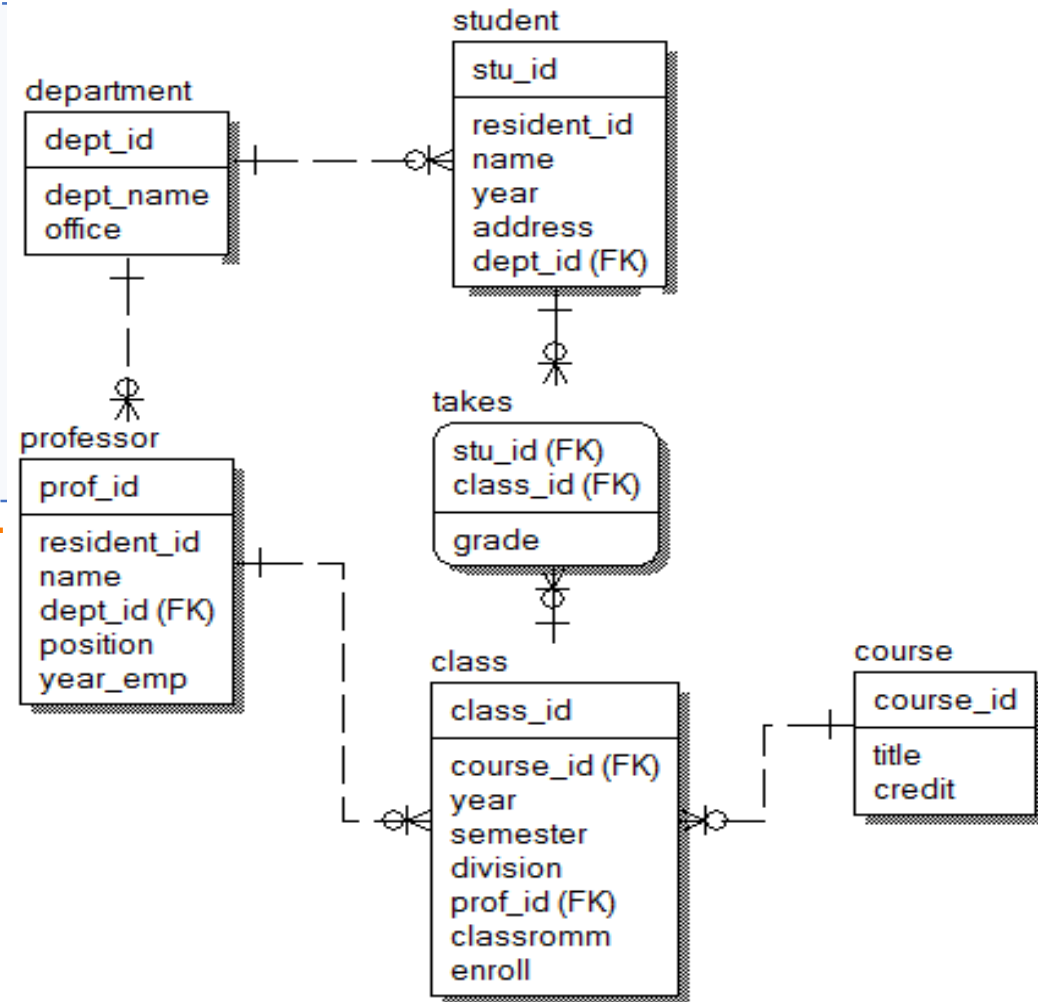 student
stu_id
resident_id
name
year
address
dept_id (FK)
department
dept_id
dept_name
office
takes
stu_id (FK)
class_id (FK)
grade
professor
prof_id
resident_id
name
dept_id (FK)
position
year_emp
class
class_id
course_id (FK)
year
semester
division
prof_id (FK)
classromm
enroll
course
course_id
title
credit